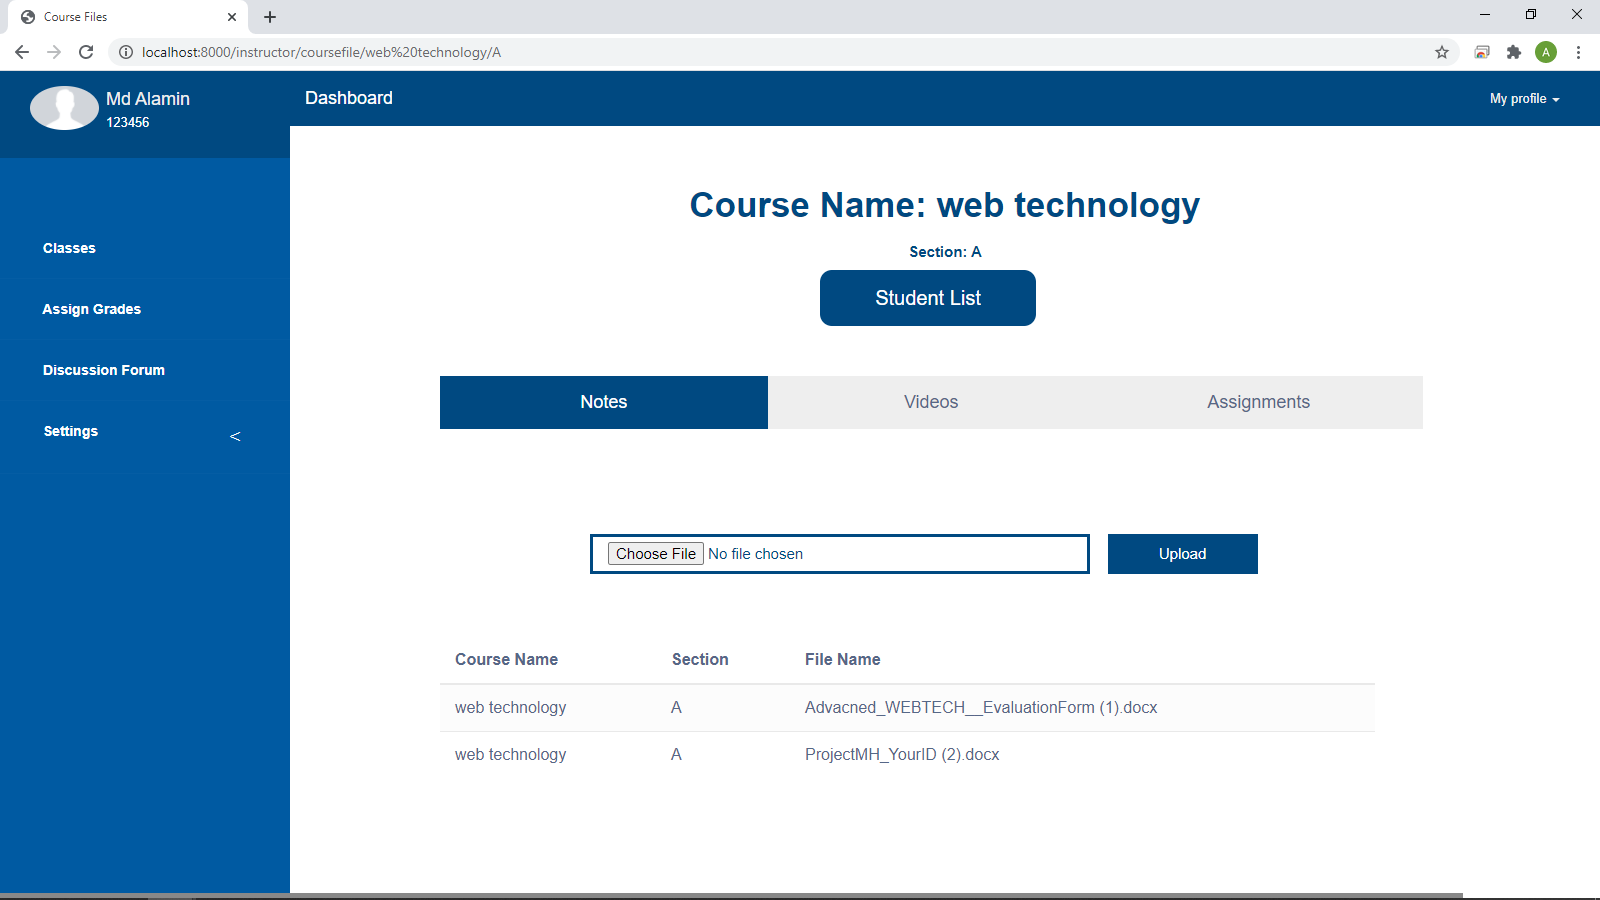 Course Files
localhost:8000/instructor/coursefile/web%20technology/A
A
Md Alamin
123456
Dashboard
My profile
Classes
Assign Grades
Discussion Forum
Settings <
Course Name: web technology
Section: A
Student List
Notes Videos Assignments
Choose File No file chosen Upload
Course Name Section File Name
web technology A Advacned_WEBTECH__EvaluationForm (1).docx
web technology A ProjectMH_YourID (2).docx